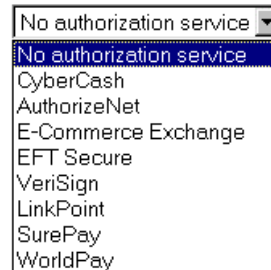 No authorization service
No authorization service
CyberCash
AuthorizeNet
E-Commerce Exchange
EFT Secure
VeriSign
LinkPoint
SurePay
WorldPay